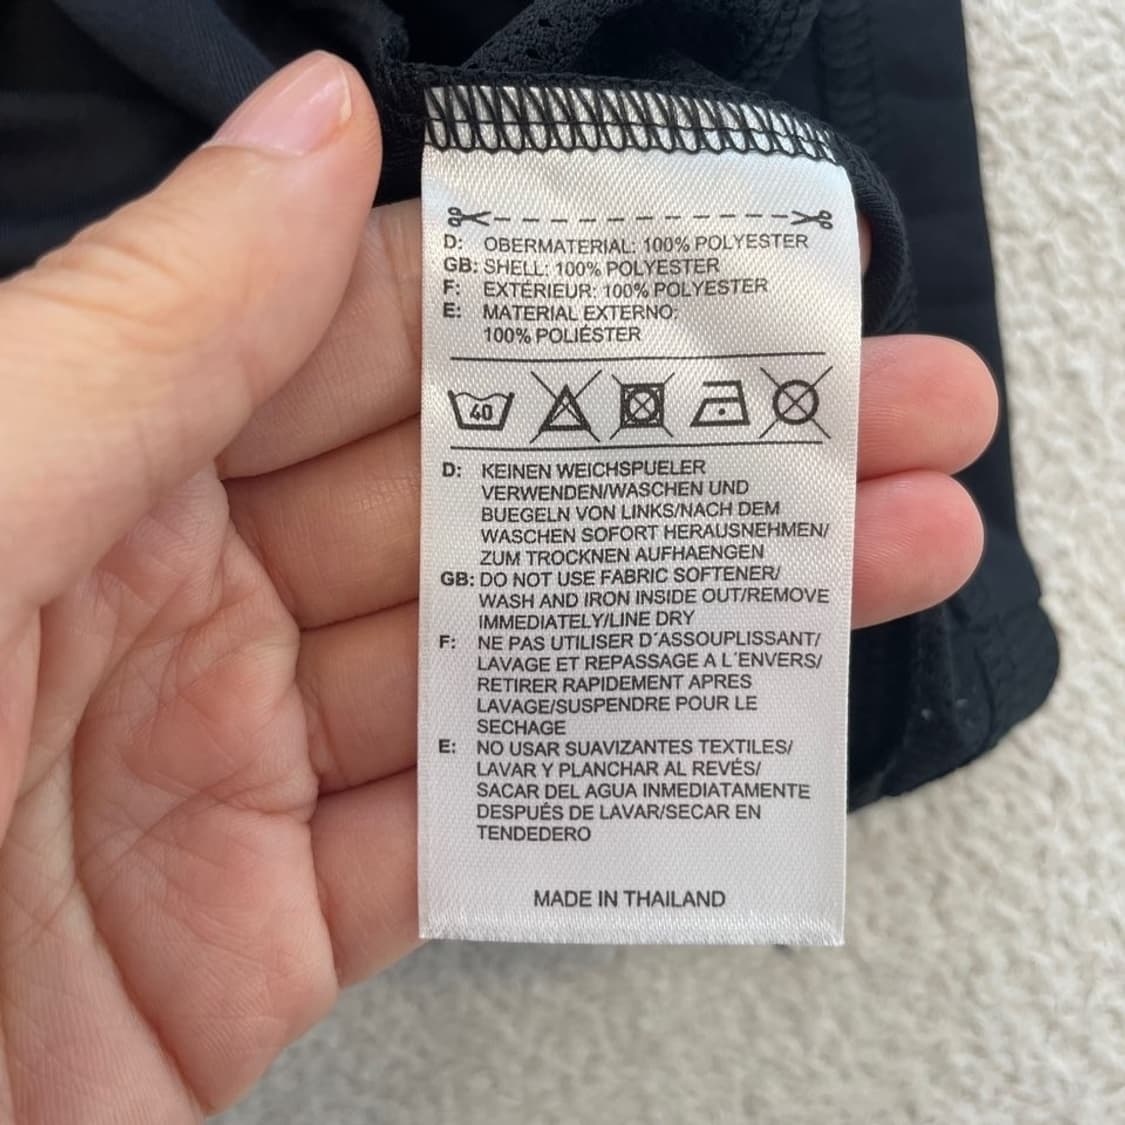 D: OBERMATERIAL: 100% POLYESTER
GB: SHELL: 100% POLYESTER
F: EXTÉRIEUR: 100% POLYESTER
E: MATERIAL EXTERNO:
100% POLIÉSTER
40
D: KEINEN WEICHSPUELER
VERWENDEN/WASCHEN UND
BUEGELN VON LINKS/NACH DEM
WASCHEN SOFORT HERAUSNEHMEN/
ZUM TROCKNEN AUFHAENGEN
GB: DO NOT USE FABRIC SOFTENER/
WASH AND IRON INSIDE OUT/REMOVE
IMMEDIATELY/LINE DRY
F: NE PAS UTILISER D´ASSOUPLISSANT/
LAVAGE ET REPASSAGE A L´ENVERS/
RETIRER RAPIDEMENT APRES
LAVAGE/SUSPENDRE POUR LE
SECHAGE
E: NO USAR SUAVIZANTES TEXTILES/
LAVAR Y PLANCHAR AL REVÉS/
SACAR DEL AGUA INMEDIATAMENTE
DESPUÉS DE LAVAR/SECAR EN
TENDEDERO
MADE IN THAILAND